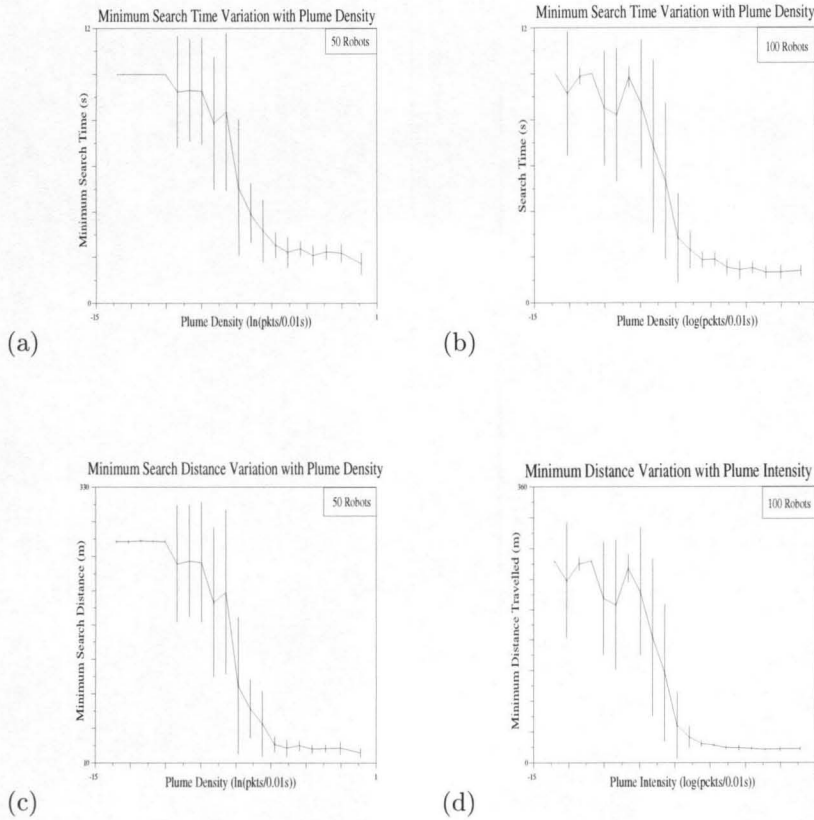 Minimum Search Time Variation with Plume Density
12
50 Robots
Minimum Search Time (s)
0
-15
1
Plume Density (ln(pkts/0.01s))
(a)
Minimum Search Time Variation with Plume Density
12
100 Robots
Search Time (s)
0
-15
Plume Density (log(pckts/0.01s))
(b)
Minimum Search Distance Variation with Plume Density
330
50 Robots
Minimum Search Distance (m)
10
-15
1
Plume Density (ln(pkts/0.01s))
(c)
Minimum Distance Variation with Plume Intensity
360
100 Robots
Minimum Distance Travelled (m)
0
-15
Plume Intensity (log(pckts/0.01s))
(d)